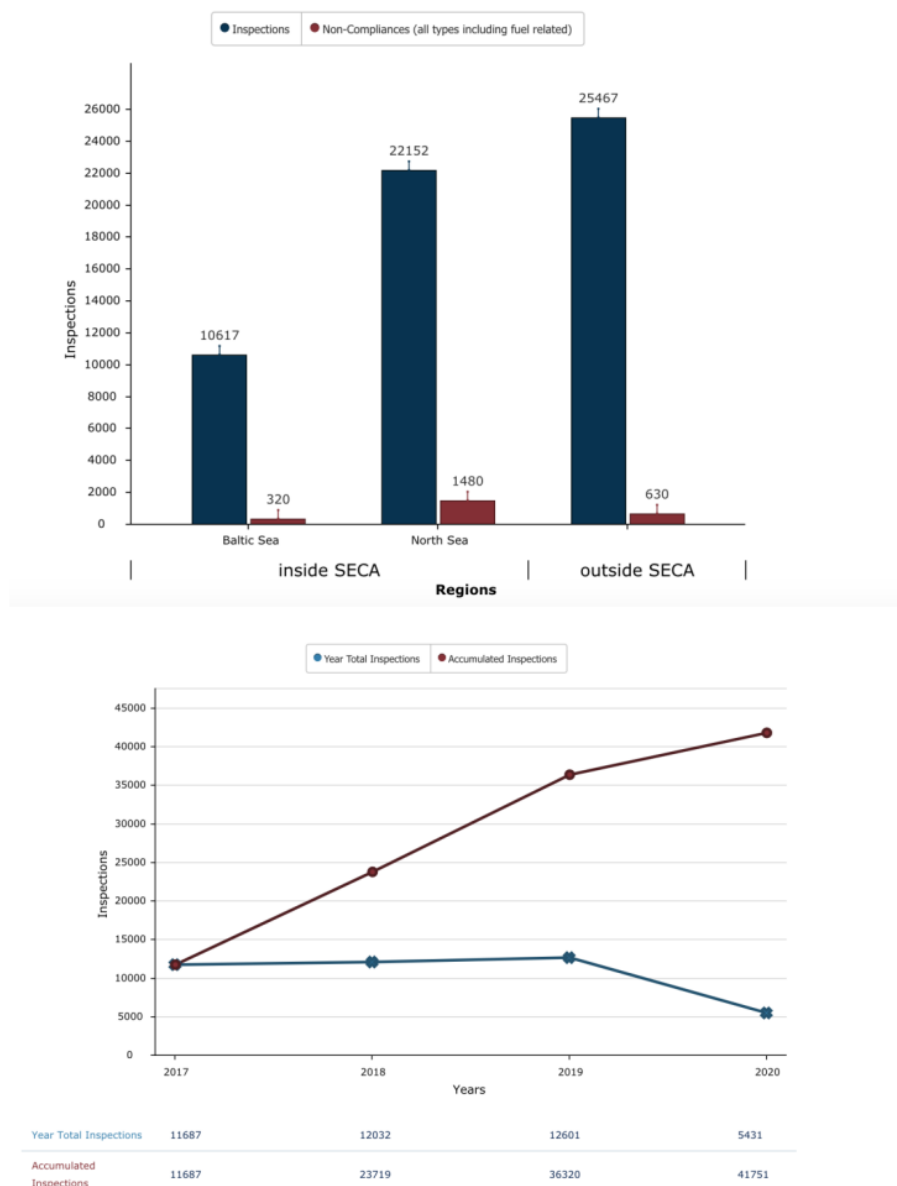 Inspections Non-Compliances (all types including fuel related)
26000
24000
22000
20000
18000
16000
14000
12000
10000
8000
6000
4000
2000
0
Inspections
10617
320
22152
1480
25467
630
Baltic Sea North Sea
inside SECA outside SECA
Regions
Year Total Inspections Accumulated Inspections
45000
40000
35000
30000
25000
20000
15000
10000
5000
0
Inspections
2017 2018 2019 2020
Years
Year Total Inspections 11687 12032 12601 5431
Accumulated
Inspections 11687 23719 36320 41751